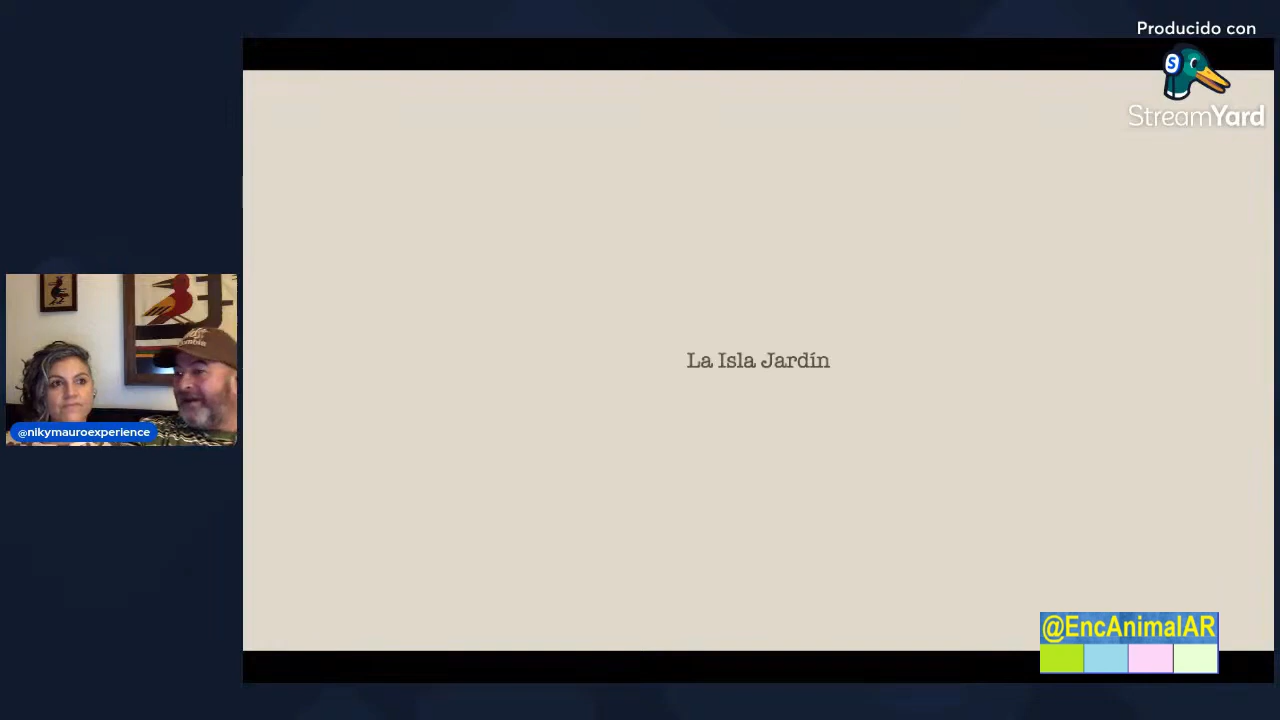 Producido con
StreamYard
La Isla Jardín
@nikymauroexperience
@EncAnimalAR